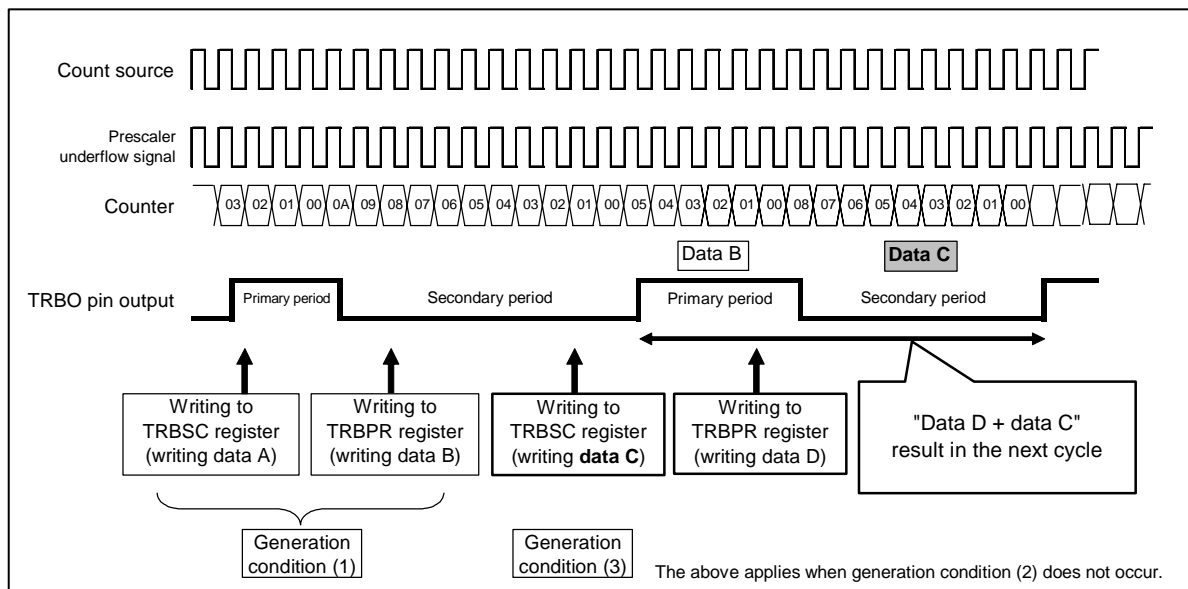 Count source
Prescaler
underflow signal
Counter
03 02 01 00 0A 09 08 07 06 05 04 03 02 01 00 05 04 03 02 01 00 08 07 06 05 04 03 02 01 00
Data B
Data C
TRBO pin output
Primary period
Secondary period
Primary period
Secondary period
Writing to
TRBSC register
(writing data A)
Writing to
TRBPR register
(writing data B)
Writing to
TRBSC register
(writing data C)
Writing to
TRBPR register
(writing data D)
"Data D + data C"
result in the next cycle
Generation
condition (1)
Generation
condition (3)
The above applies when generation condition (2) does not occur.